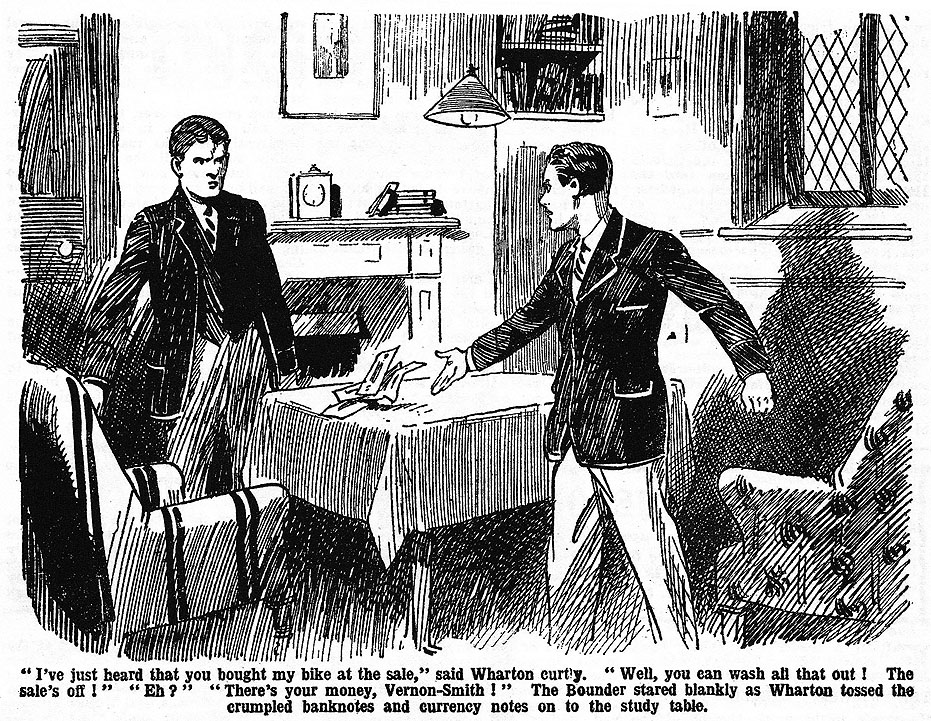 "I've just heard that you bought my bike at the sale," said Wharton curtly. "Well, you can wash all that out! The
sale's off!" "Eh?" "There's your money, Vernon-Smith!" The Bounder stared blankly as Wharton tossed the
crumpled banknotes and currency notes on to the study table.